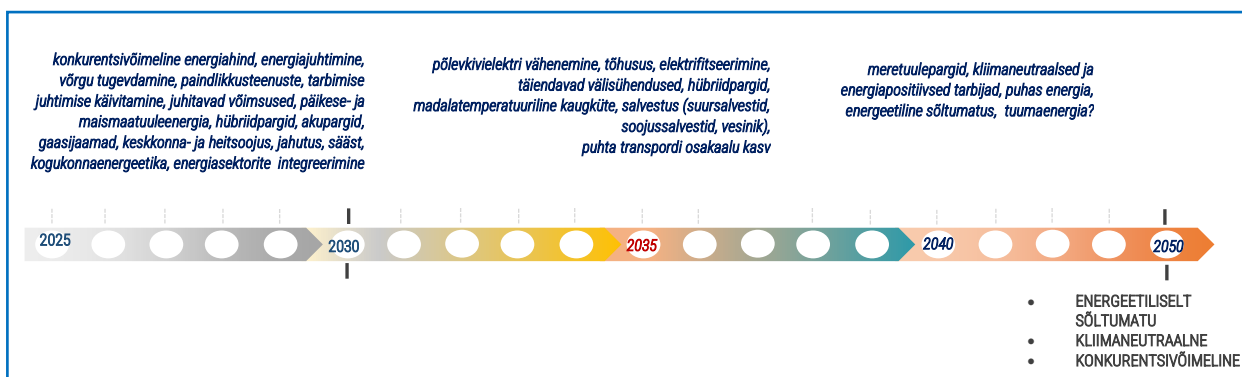 konkurentsivõimeline energiahind, energiajuhtimine,
võrgu tugevdamine, paindlikkusteenuste, tarbimise
juhtimise käivitamine, juhitavad võimsused, päikese- ja
maismaatuuleenergia, hübriidpargid, akupargid,
gaasijaamad, keskkonna- ja heitsoojus, jahutus, sääst,
kogukonnaenergeetika, energiasektorite integreerimine
põlevkivielektri vähenemine, tõhusus, elektrifitseerimine,
täiendavad välisühendused, hübriidpargid,
madalatemperatuuriline kaugküte, salvestus (suursalvestid,
soojussalvestid, vesinik),
puhta transpordi osakaalu kasv
meretuulepargid, kliimaneutraalsed ja
energiapositiivsed tarbijad, puhas energia,
energeetiline sõltumatus, tuumaenergia?
2025
2030
2035
2040
2050
• ENERGEETILISELT
SÕLTUMATU
• KLIIMANEUTRAALNE
• KONKURENTSIVÕIMELINE